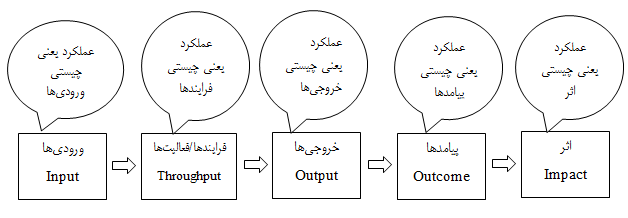 عملکرد یعنی
چیستی
ورودی‌ها
عملکرد
یعنی چیستی
فرایندها
عملکرد
یعنی چیستی
خروجی‌ها
عملکرد
یعنی چیستی
پیامدها
عملکرد
یعنی چیستی
اثر
ورودی‌ها
Input
فرایندها/فعالیت‌ها
Throughput
خروجی‌ها
Output
پیامدها
Outcome
اثر
Impact